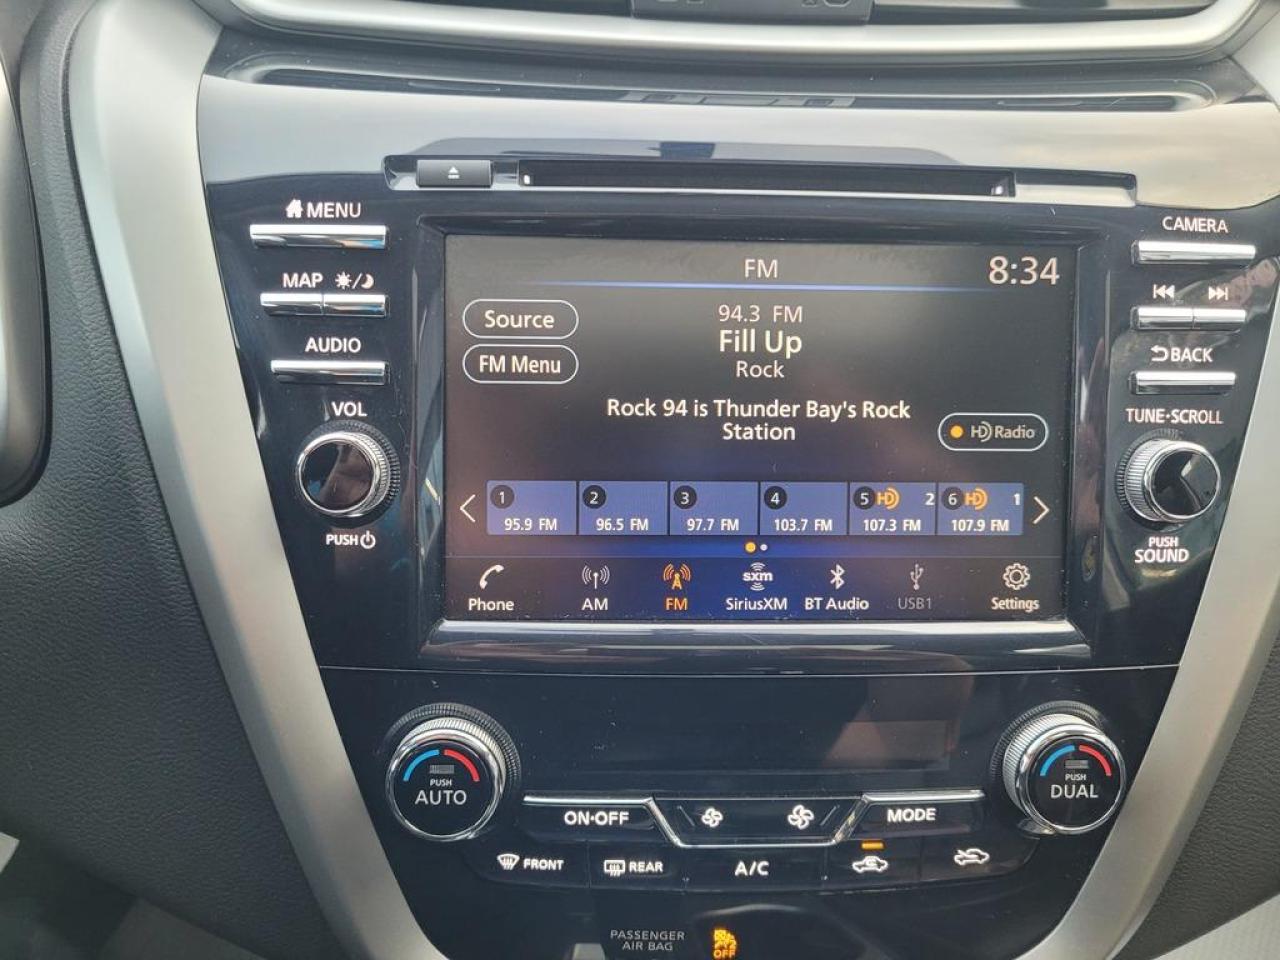 MENU
CAMERA
FM
8:34
MAP
Source
94.3 FM
Fill Up
Rock
FM Menu
AUDIO
BACK
VOL
Rock 94 is Thunder Bay's Rock
Station
HD Radio
TUNE·SCROLL
1
2
3
4
5 HD 2
6 HD 1
95.9 FM
96.5 FM
97.7 FM
103.7 FM
107.3 FM
107.9 FM
PUSH
PUSH
SOUND
sxm
Phone
AM
FM
SiriusXM
BT Audio
USB1
Settings
PUSH
AUTO
PUSH
DUAL
ON·OFF
MODE
FRONT
REAR
A/C
PASSENGER
AIR BAG
OFF